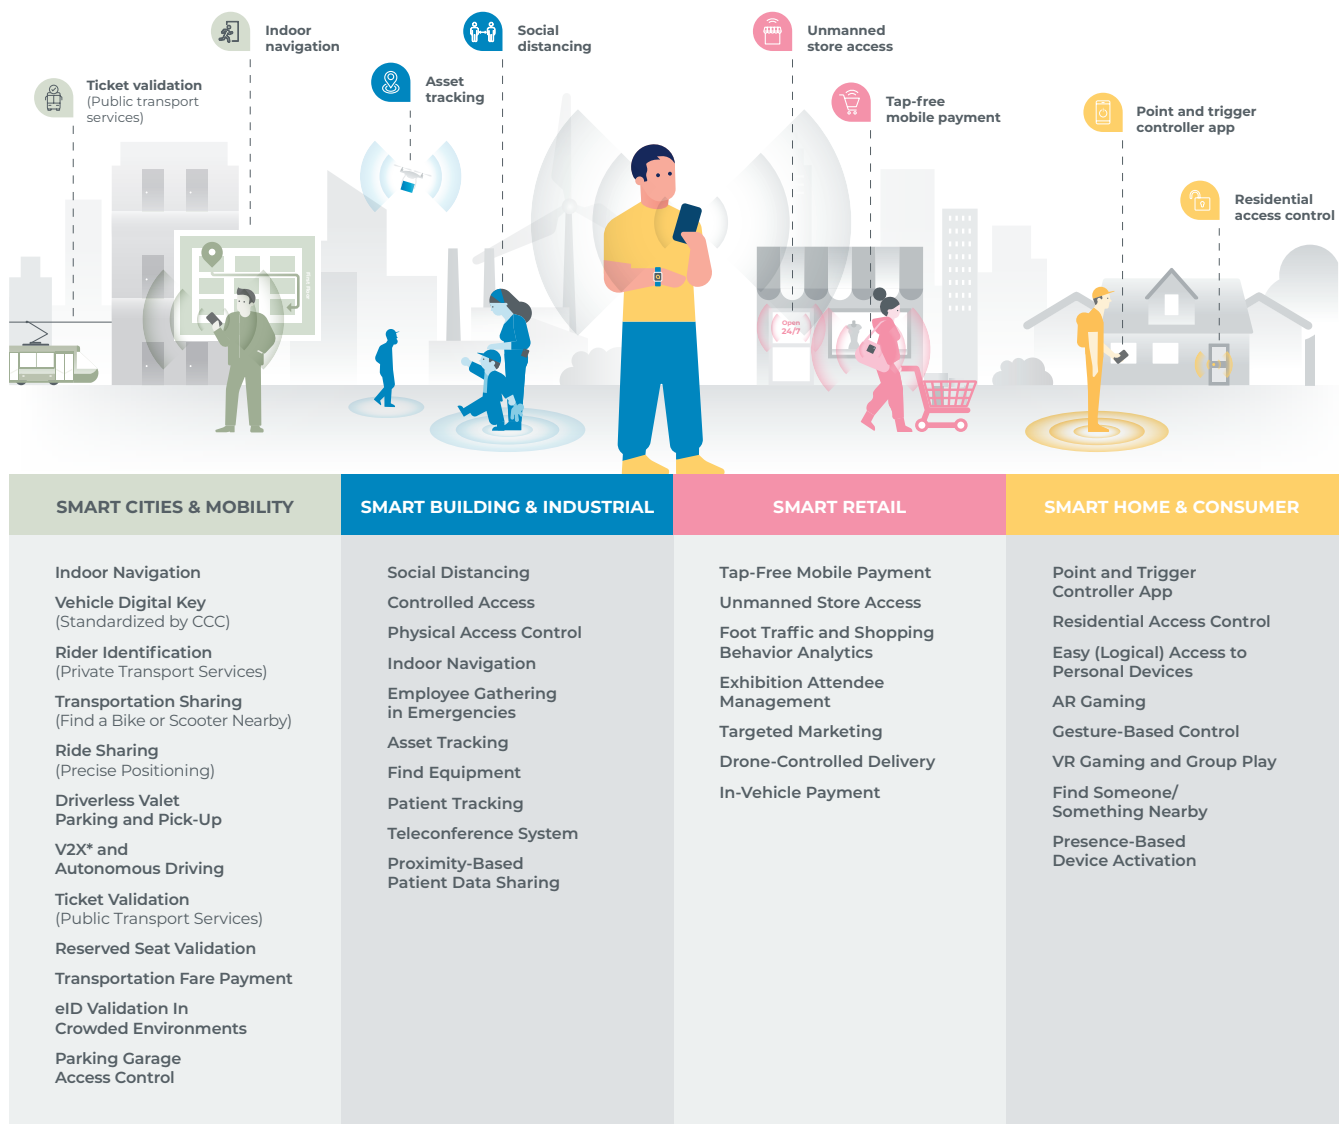 Indoor
navigation
Social
distancing
Unmanned
store access
Asset
tracking
Ticket validation
(Public transport
services)
Tap-free
mobile payment
Point and trigger
controller app
Residential
access control
Open
24/7
SMART CITIES & MOBILITY
Indoor Navigation
Vehicle Digital Key
(Standardized by CCC)
Rider Identification
(Private Transport Services)
Transportation Sharing
(Find a Bike or Scooter Nearby)
Ride Sharing
(Precise Positioning)
Driverless Valet
Parking and Pick-Up
V2X* and
Autonomous Driving
Ticket Validation
(Public Transport Services)
Reserved Seat Validation
Transportation Fare Payment
eID Validation In
Crowded Environments
Parking Garage
Access Control
SMART BUILDING & INDUSTRIAL
Social Distancing
Controlled Access
Physical Access Control
Indoor Navigation
Employee Gathering
in Emergencies
Asset Tracking
Find Equipment
Patient Tracking
Teleconference System
Proximity-Based
Patient Data Sharing
SMART RETAIL
Tap-Free Mobile Payment
Unmanned Store Access
Foot Traffic and Shopping
Behavior Analytics
Exhibition Attendee
Management
Targeted Marketing
Drone-Controlled Delivery
In-Vehicle Payment
SMART HOME & CONSUMER
Point and Trigger
Controller App
Residential Access Control
Easy (Logical) Access to
Personal Devices
AR Gaming
Gesture-Based Control
VR Gaming and Group Play
Find Someone/
Something Nearby
Presence-Based
Device Activation